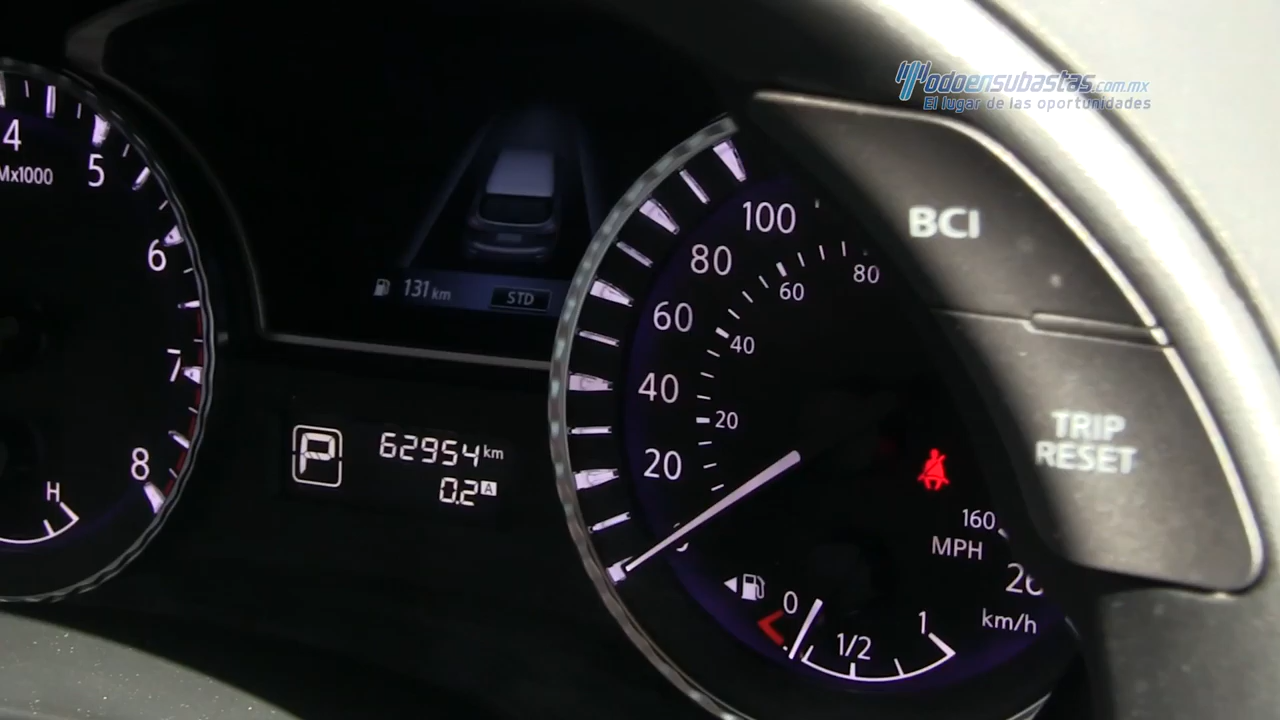 Todoensubastas.com.mx
El lugar de las oportunidades
4
5
Mx1000
6
7
8
H
131 km
STD
P
62954 km
0.2 A
100
80
60
40
20
80
60
40
20
160
MPH
km/h
0
1/2
1
BCI
TRIP
RESET